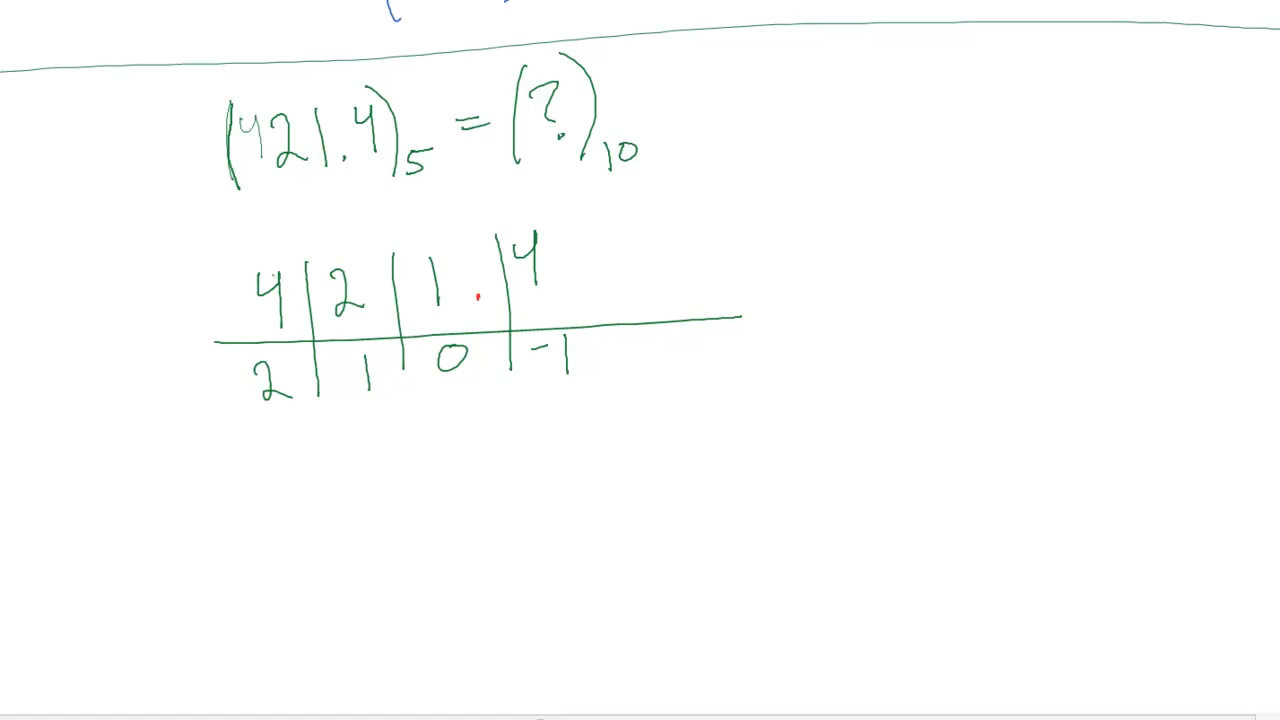 (421.4)₅ = (?)₁₀
4 | 2 | 1 . | 4
2 | 1 | 0 | -1